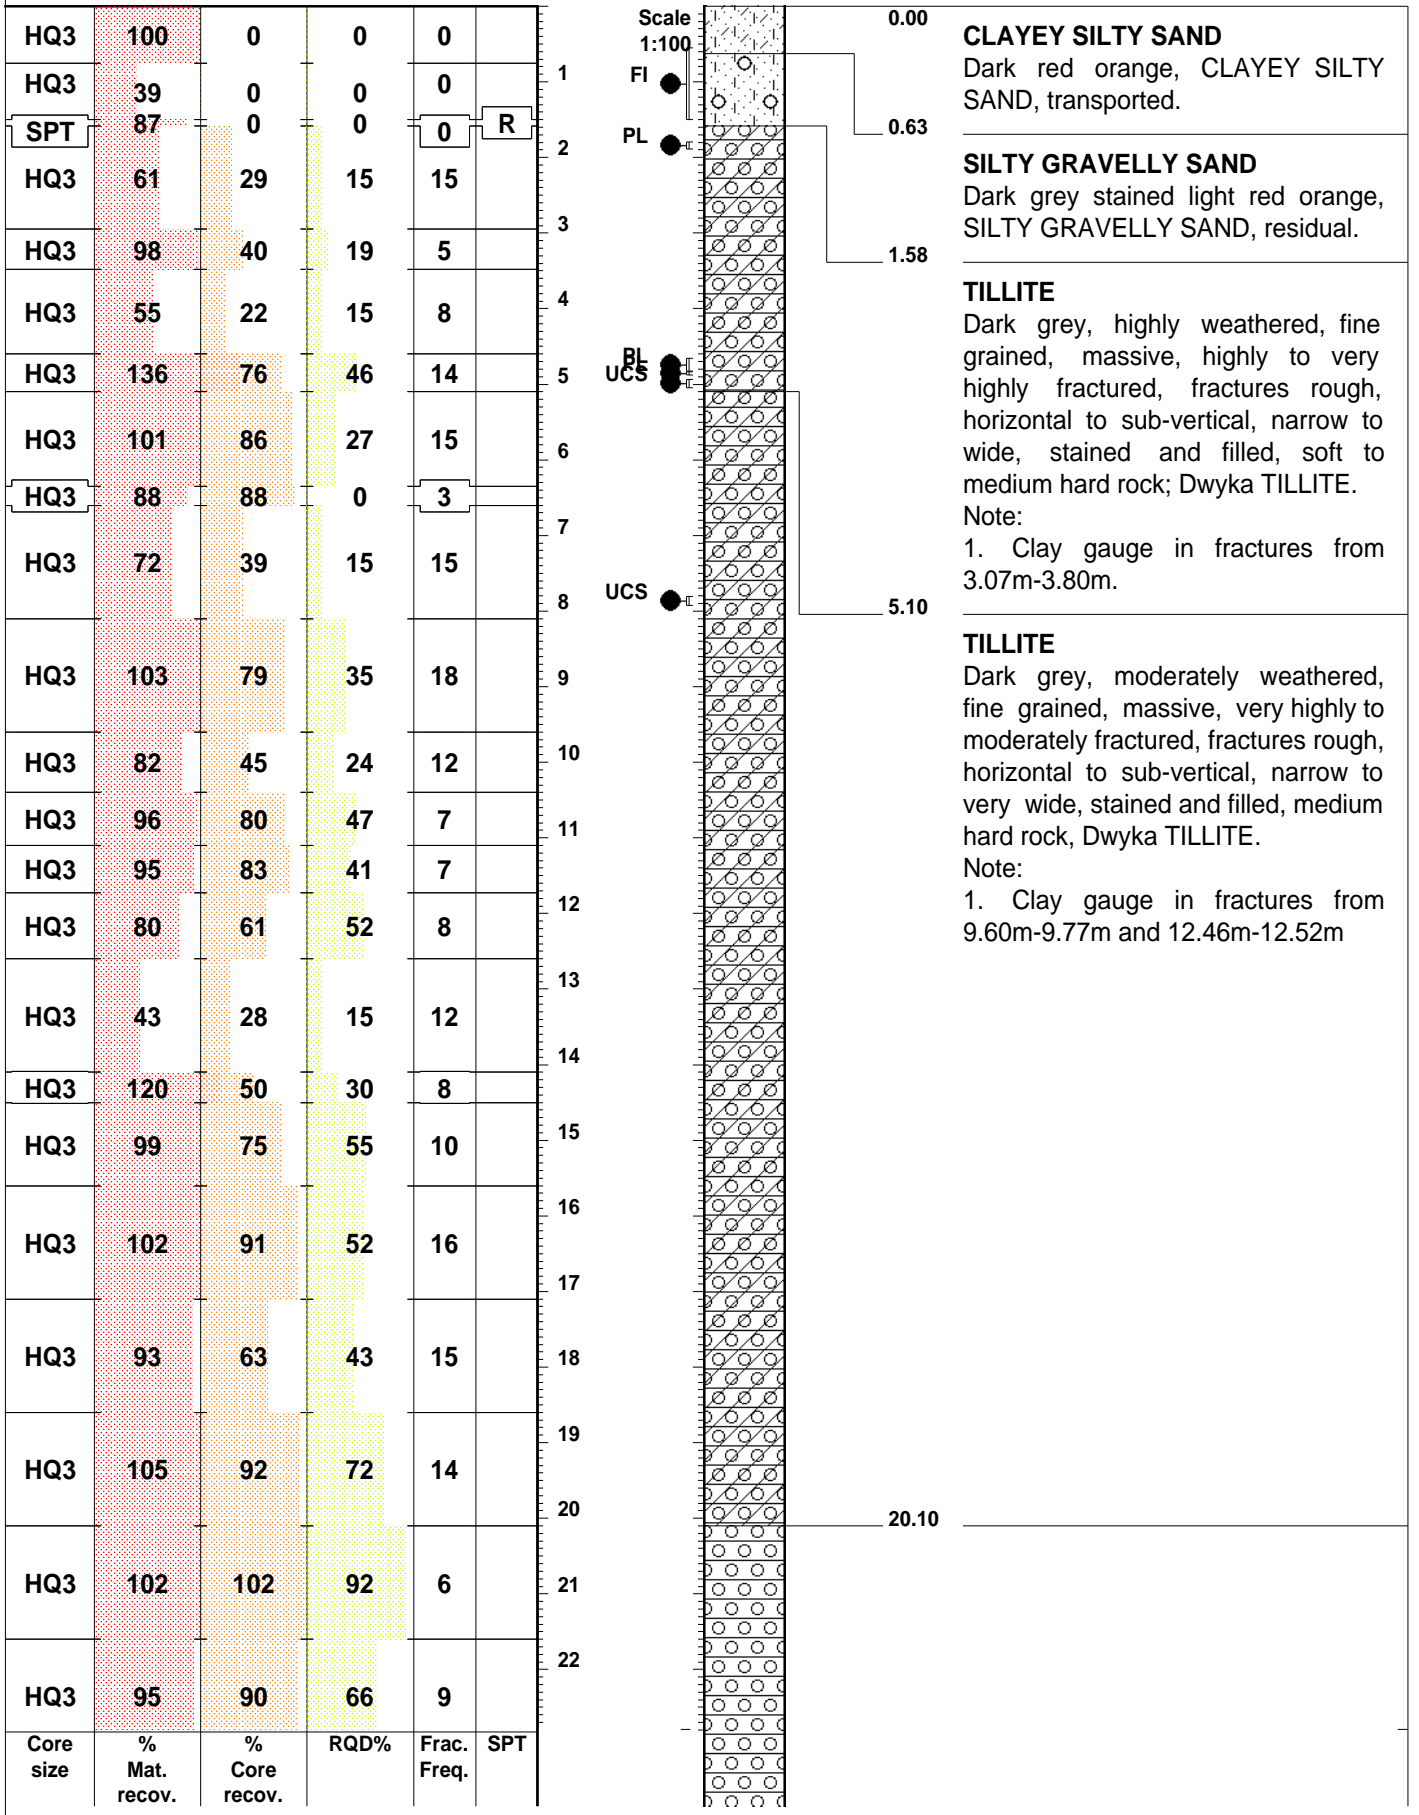 HQ3 100 0 0 0
HQ3 39 0 0 0
SPT 87 0 0 0 R
HQ3 61 29 15 15
HQ3 98 40 19 5
HQ3 55 22 15 8
HQ3 136 76 46 14
HQ3 101 86 27 15
HQ3 88 88 0 3
HQ3 72 39 15 15
HQ3 103 79 35 18
HQ3 82 45 24 12
HQ3 96 80 47 7
HQ3 95 83 41 7
HQ3 80 61 52 8
HQ3 43 28 15 12
HQ3 120 50 30 8
HQ3 99 75 55 10
HQ3 102 91 52 16
HQ3 93 63 43 15
HQ3 105 92 72 14
HQ3 102 102 92 6
HQ3 95 90 66 9
Core % % RQD% Frac. SPT
size Mat. Core Freq.
recov. recov.
1
2
3
4
5
6
7
8
9
10
11
12
13
14
15
16
17
18
19
20
21
22
Scale
1:100
FI
PL
PL
UCS
UCS
0.00
0.63
1.58
5.10
20.10
CLAYEY SILTY SAND
Dark red orange, CLAYEY SILTY
SAND, transported.
SILTY GRAVELLY SAND
Dark grey stained light red orange,
SILTY GRAVELLY SAND, residual.
TILLITE
Dark grey, highly weathered, fine
grained, massive, highly to very
highly fractured, fractures rough,
horizontal to sub-vertical, narrow to
wide, stained and filled, soft to
medium hard rock; Dwyka TILLITE.
Note:
1. Clay gauge in fractures from
3.07m-3.80m.
TILLITE
Dark grey, moderately weathered,
fine grained, massive, very highly to
moderately fractured, fractures rough,
horizontal to sub-vertical, narrow to
very wide, stained and filled, medium
hard rock, Dwyka TILLITE.
Note:
1. Clay gauge in fractures from
9.60m-9.77m and 12.46m-12.52m